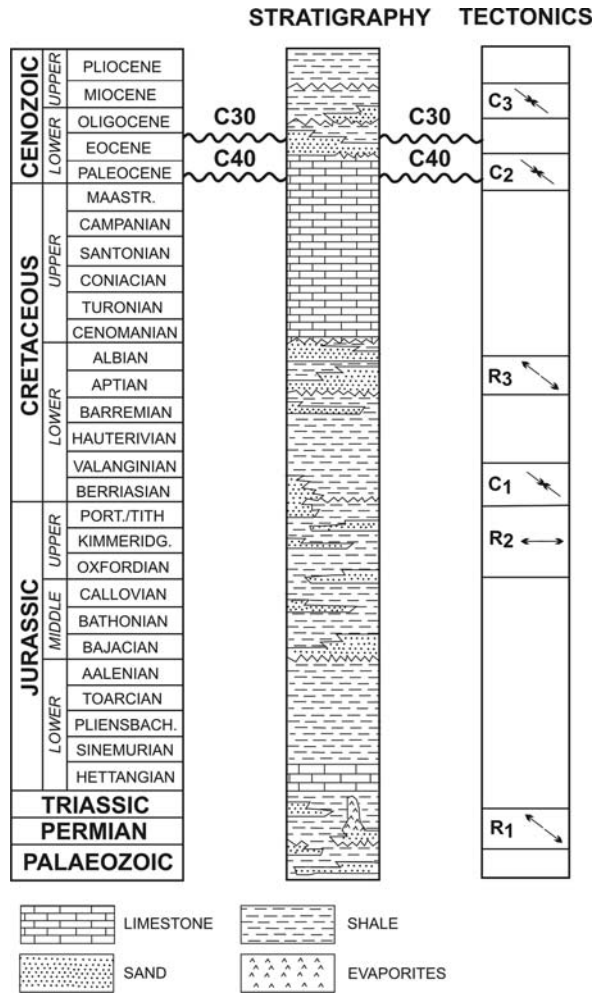 STRATIGRAPHY TECTONICS
CENOZOIC
UPPER
PLIOCENE
MIOCENE
C3
LOWER
OLIGOCENE
C30 C30
EOCENE
C40 C40
PALEOCENE
C2
CRETACEOUS
UPPER
MAASTR.
CAMPANIAN
SANTONIAN
CONIACIAN
TURONIAN
CENOMANIAN
LOWER
ALBIAN
APTIAN
R3
BARREMIAN
HAUTERIVIAN
VALANGINIAN
BERRIASIAN
C1
JURASSIC
UPPER
PORT./TITH
KIMMERIDG.
R2
OXFORDIAN
MIDDLE
CALLOVIAN
BATHONIAN
BAJACIAN
LOWER
AALENIAN
TOARCIAN
PLIENSBACH.
SINEMURIAN
HETTANGIAN
TRIASSIC
PERMIAN
R1
PALAEOZOIC
LIMESTONE SHALE
SAND EVAPORITES